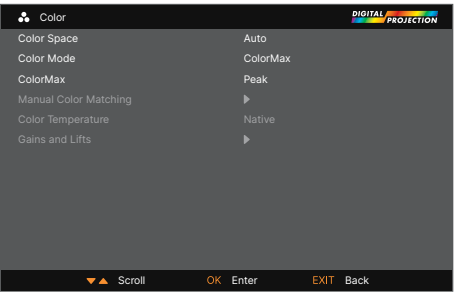 Color
DIGITAL PROJECTION
Color Space Auto
Color Mode ColorMax
ColorMax Peak
Manual Color Matching
Color Temperature Native
Gains and Lifts
Scroll OK Enter EXIT Back